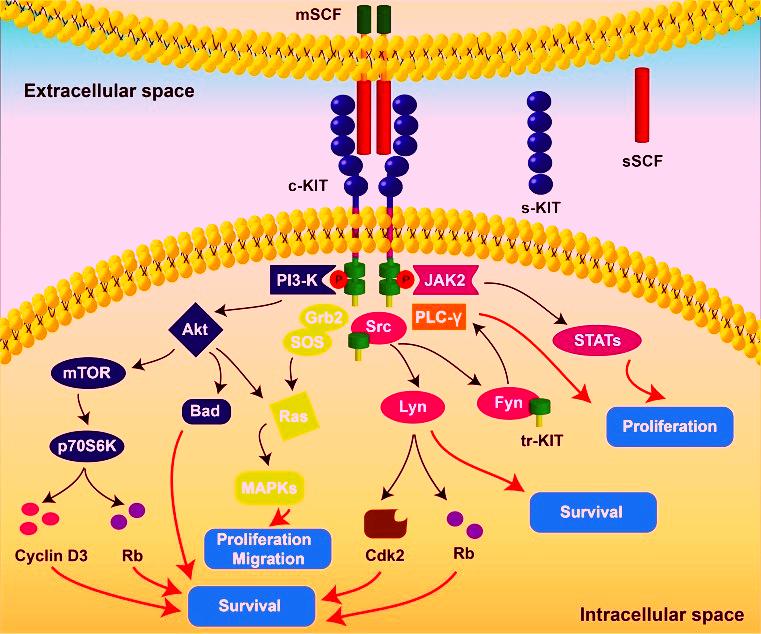 mSCF
Extracellular space
sSCF
c-KIT
s-KIT
PI3-K
P
P
JAK2
Grb2
Src
PLC-γ
Akt
SOS
STATs
mTOR
Bad
Ras
Lyn
Fyn
Proliferation
tr-KIT
p70S6K
MAPKs
Survival
Proliferation
Migration
Cyclin D3
Rb
Cdk2
Rb
Survival
Intracellular space